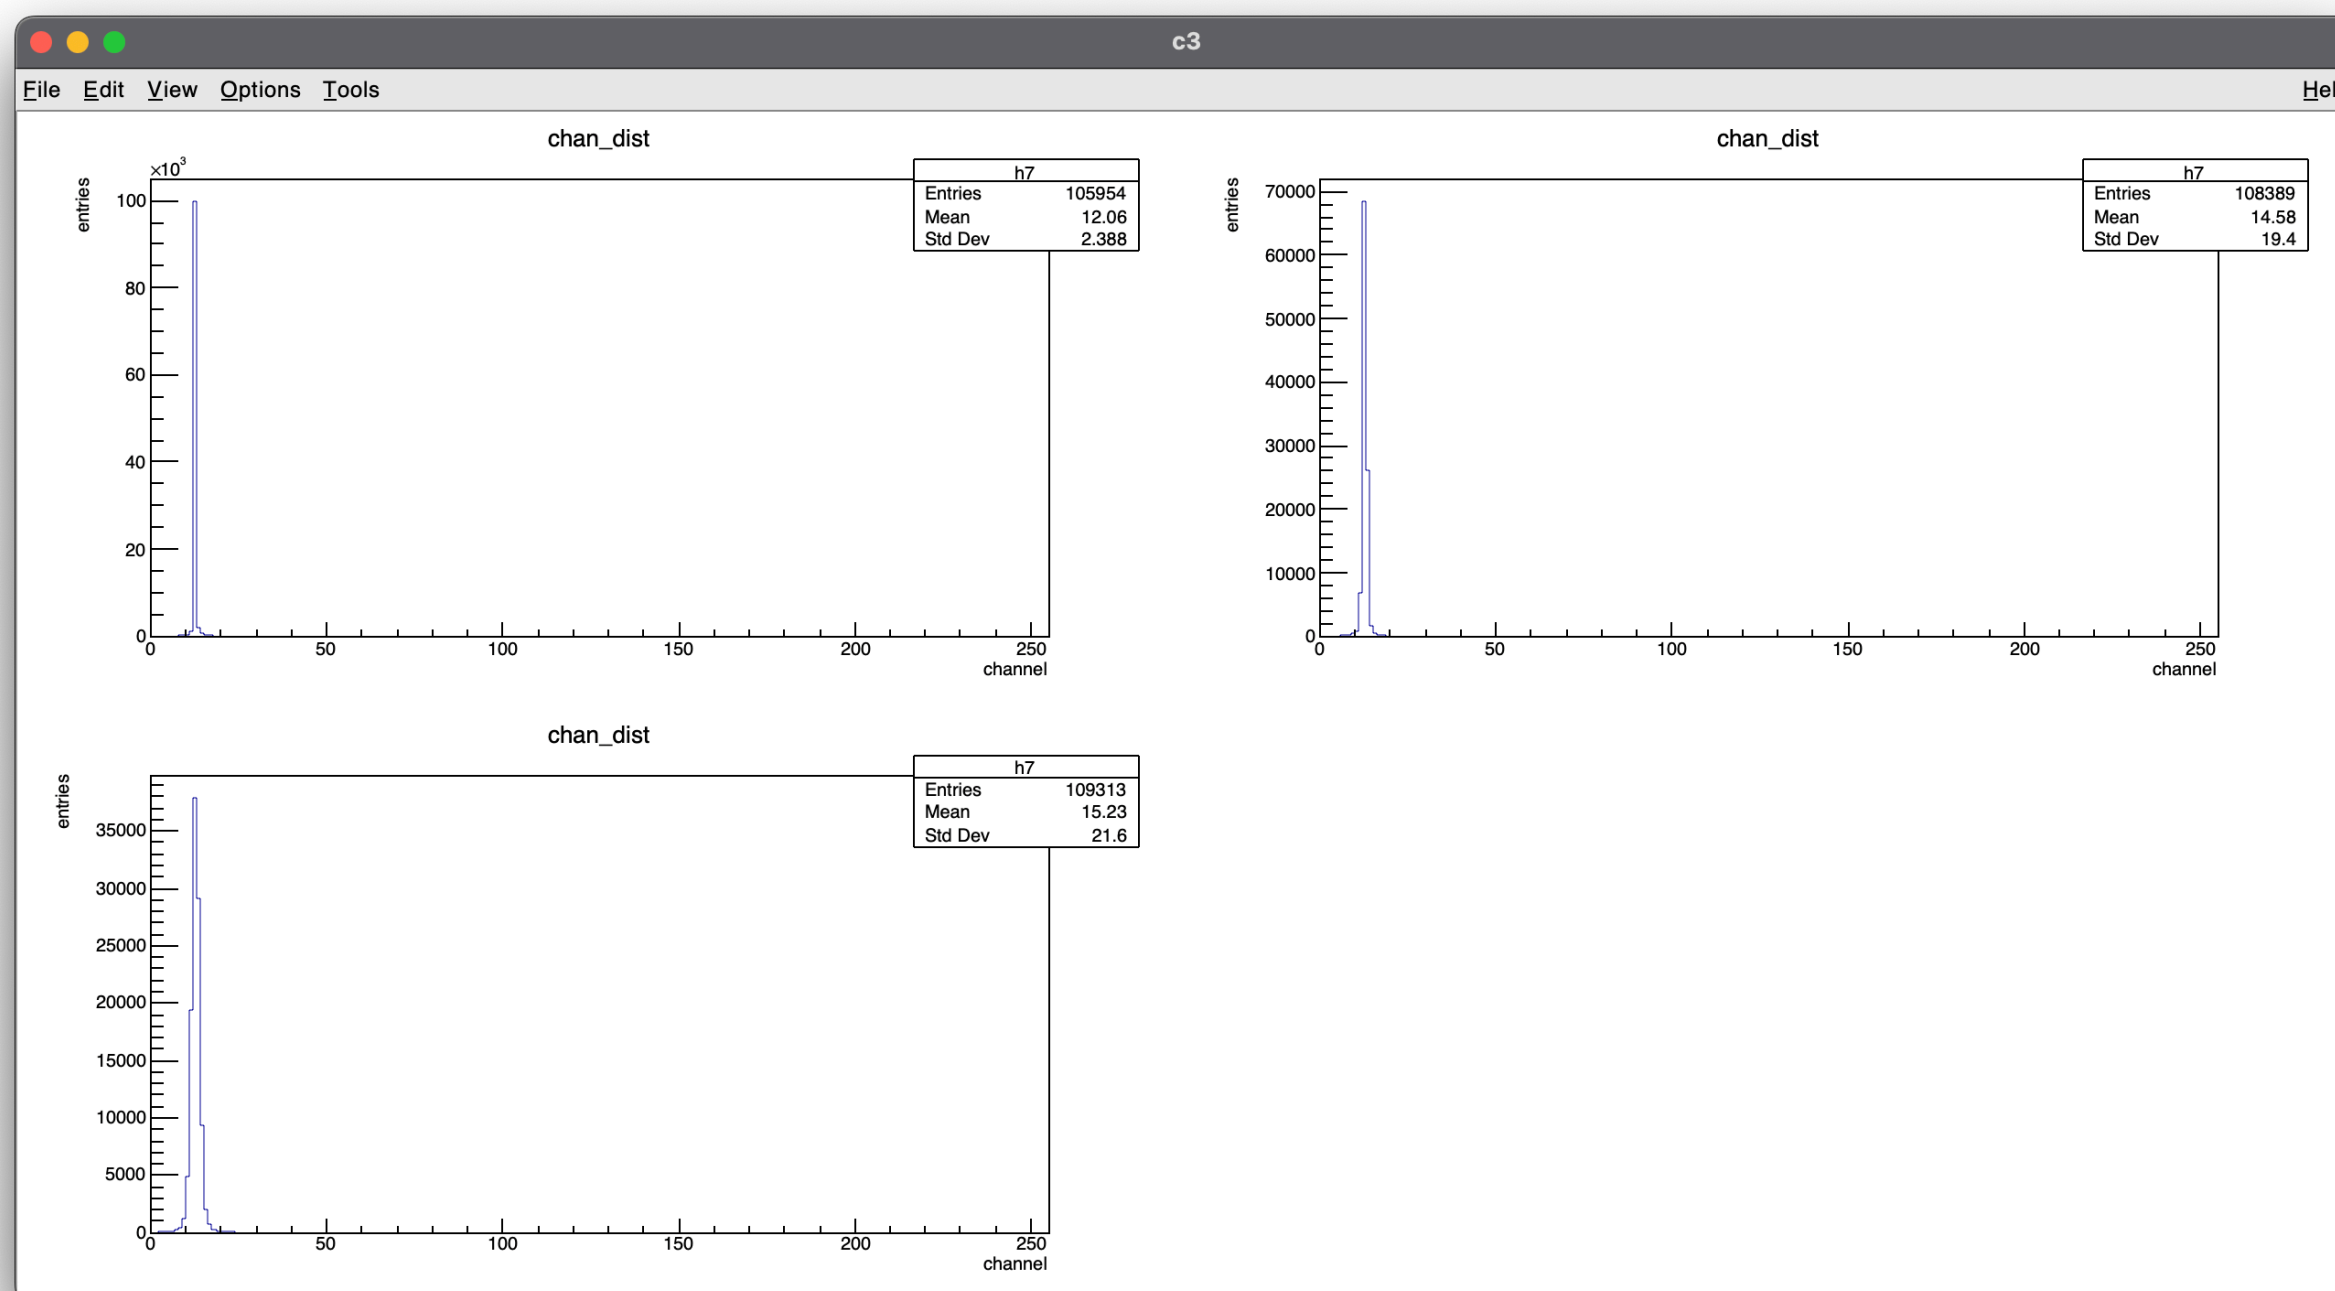 c3
File Edit View Options Tools
chan_dist
×10³
entries
h7
Entries 105954
Mean 12.06
Std Dev 2.388
100
80
60
40
20
0
0 50 100 150 200 250
channel
chan_dist
entries
h7
Entries 108389
Mean 14.58
Std Dev 19.4
70000
60000
50000
40000
30000
20000
10000
0
0 50 100 150 200 250
channel
chan_dist
entries
h7
Entries 109313
Mean 15.23
Std Dev 21.6
35000
30000
25000
20000
15000
10000
5000
0
0 50 100 150 200 250
channel